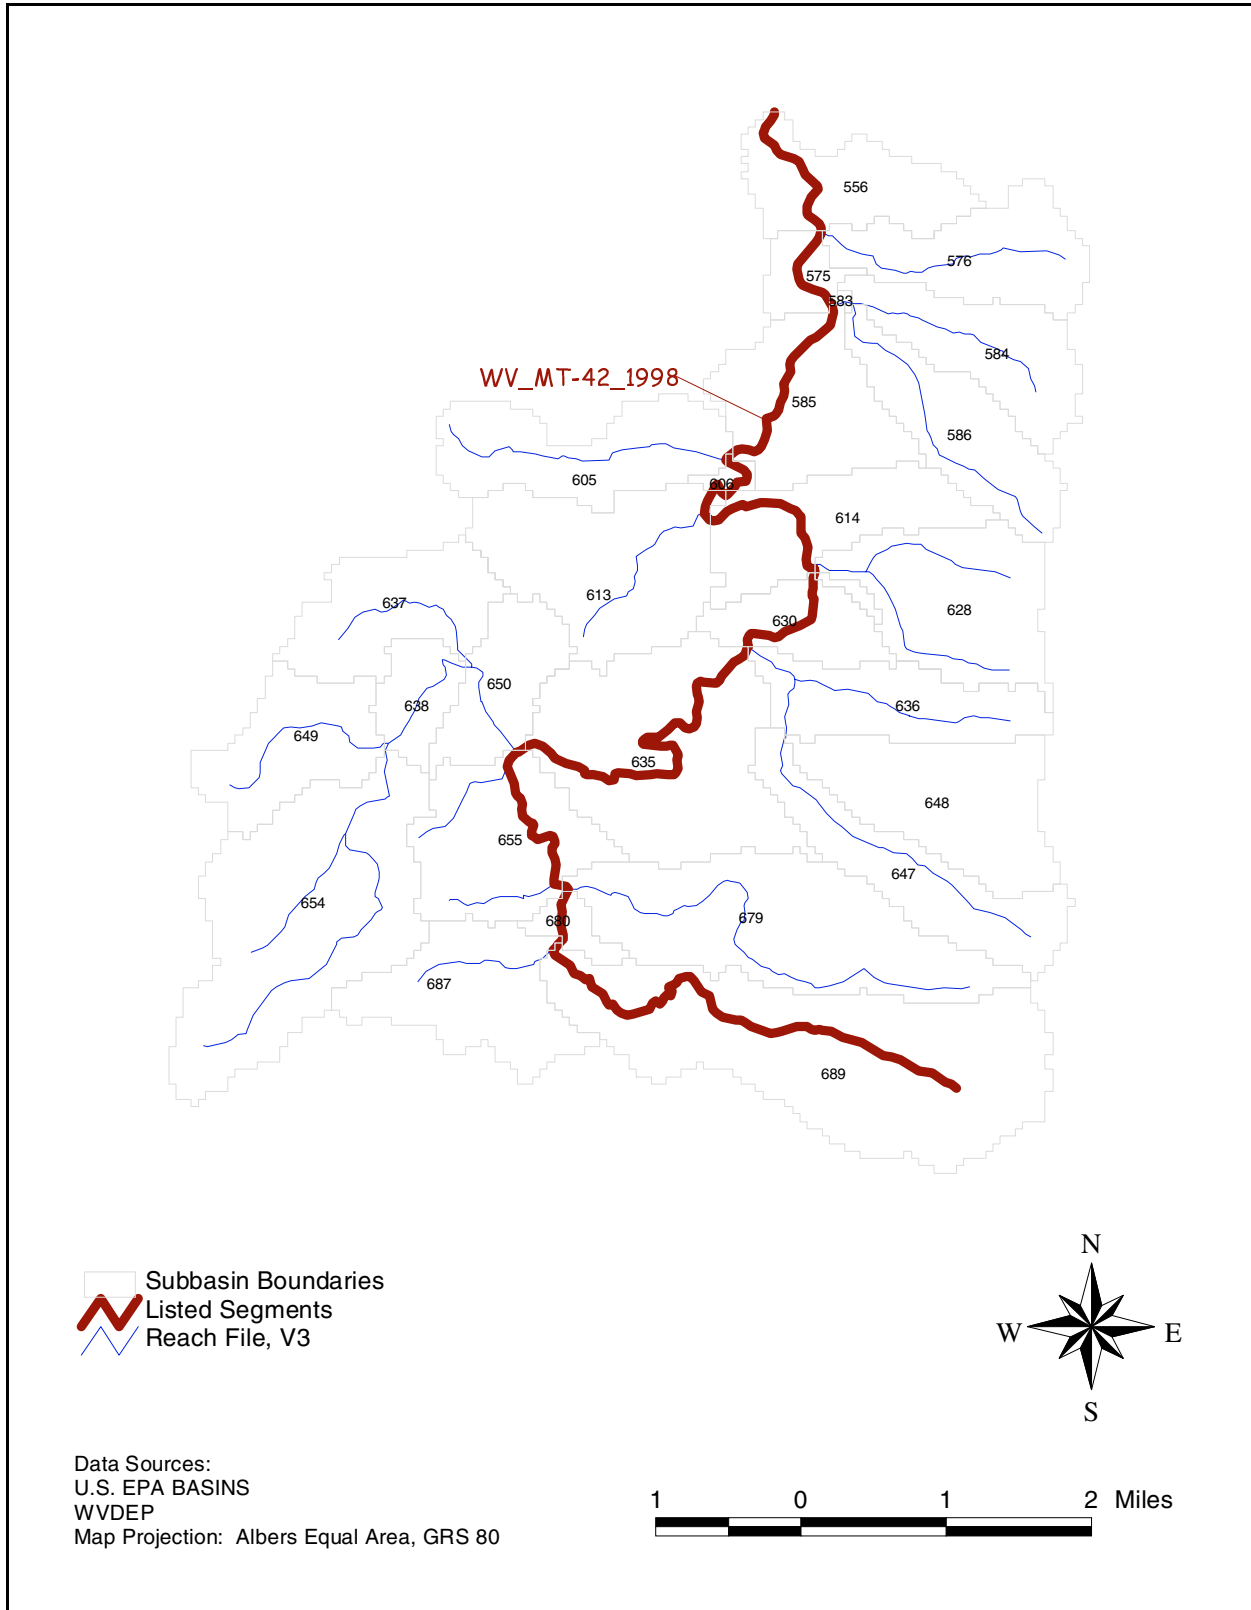 556
576
575
583
584
WV_MT-42_1998
585
586
605
606
614
613
637
628
630
650
638
636
649
635
648
655
647
654
680
679
687
689
Subbasin Boundaries
Listed Segments
Reach File, V3
N
W
E
S
Data Sources:
U.S. EPA BASINS
WVDEP
Map Projection: Albers Equal Area, GRS 80
1 0 1 2 Miles